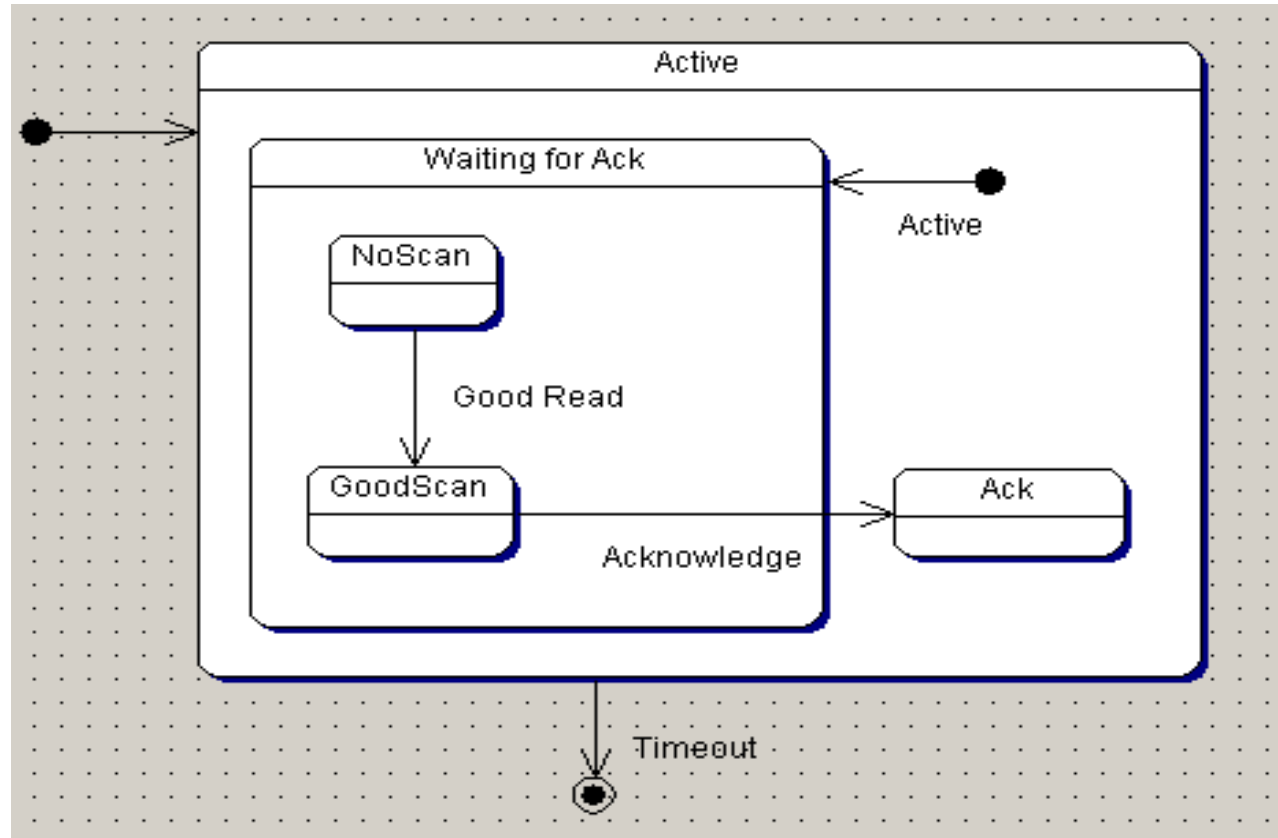 Active
Waiting for Ack
Active
NoScan
Good Read
GoodScan
Ack
Acknowledge
Timeout